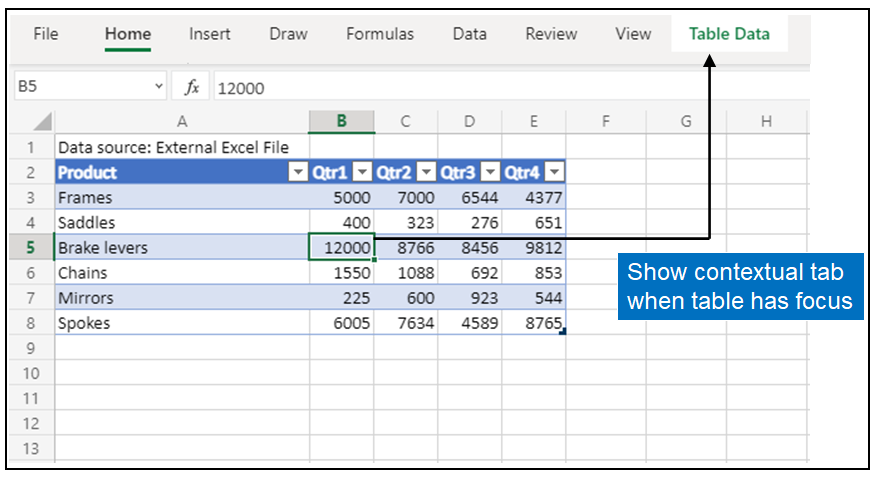 File Home Insert Draw Formulas Data Review View Table Data
B5 fx 12000
A B C D E F G H
1 Data source: External Excel File
2 Product Qtr1 Qtr2 Qtr3 Qtr4
3 Frames 5000 7000 6544 4377
4 Saddles 400 323 276 651
5 Brake levers 12000 8766 8456 9812
6 Chains 1550 1088 692 853
7 Mirrors 225 600 923 544
8 Spokes 6005 7634 4589 8765
9
10
11
12
13
Show contextual tab
when table has focus